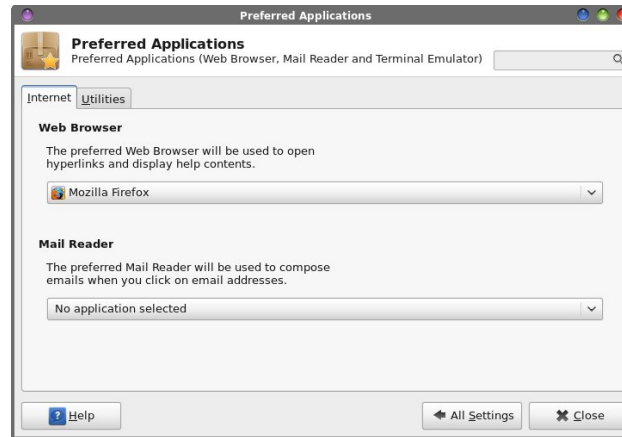 Preferred Applications
Preferred Applications
Preferred Applications (Web Browser, Mail Reader and Terminal Emulator)
Internet Utilities
Web Browser
The preferred Web Browser will be used to open
hyperlinks and display help contents.
Mozilla Firefox
Mail Reader
The preferred Mail Reader will be used to compose
emails when you click on email addresses.
No application selected
Help All Settings Close